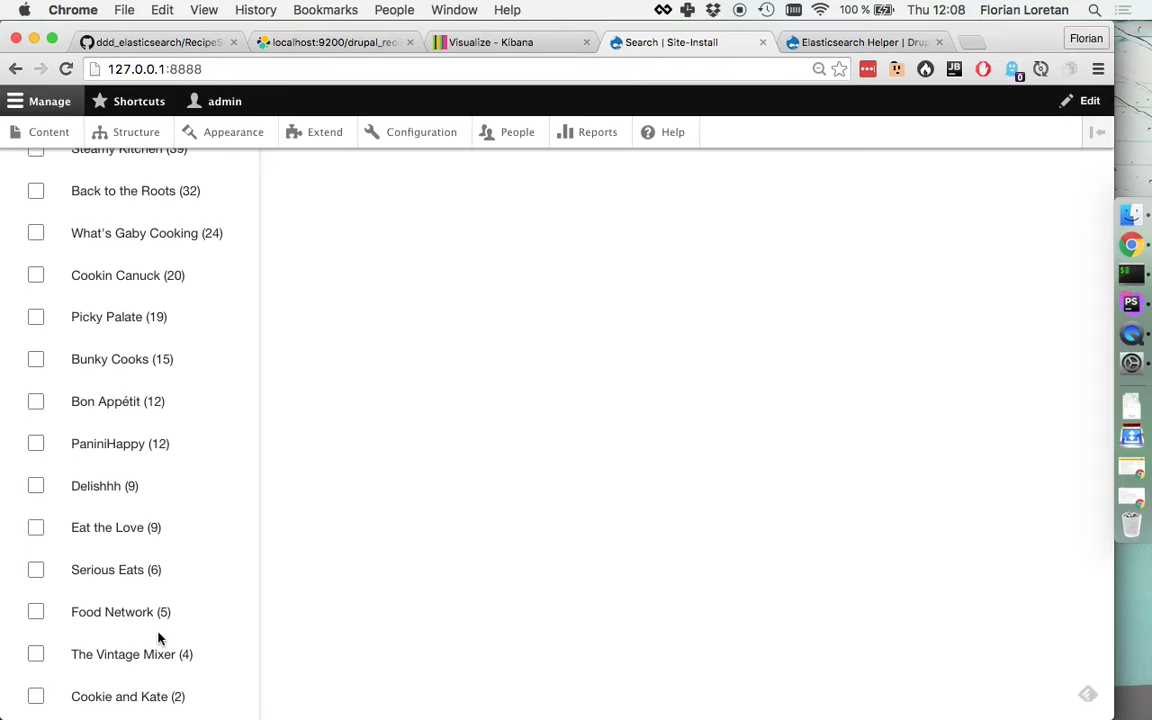 Chrome File Edit View History Bookmarks People Window Help 100 % Thu 12:08 Florian Loretan
ddd_elasticsearch/RecipeS localhost:9200/drupal_rec Visualize - Kibana Search | Site-Install Elasticsearch Helper | Drup Florian
127.0.0.1:8888
Manage Shortcuts admin Edit
Content Structure Appearance Extend Configuration People Reports Help
Steamy Kitchen (39)
Back to the Roots (32)
What's Gaby Cooking (24)
Cookin Canuck (20)
Picky Palate (19)
Bunky Cooks (15)
Bon Appétit (12)
PaniniHappy (12)
Delishhh (9)
Eat the Love (9)
Serious Eats (6)
Food Network (5)
The Vintage Mixer (4)
Cookie and Kate (2)